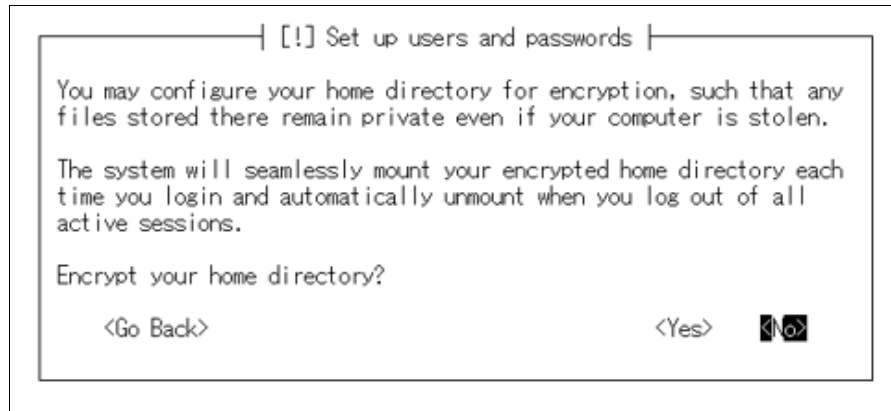 [!] Set up users and passwords
You may configure your home directory for encryption, such that any
files stored there remain private even if your computer is stolen.
The system will seamlessly mount your encrypted home directory each
time you login and automatically unmount when you log out of all
active sessions.
Encrypt your home directory?
<Go Back> <Yes> <No>